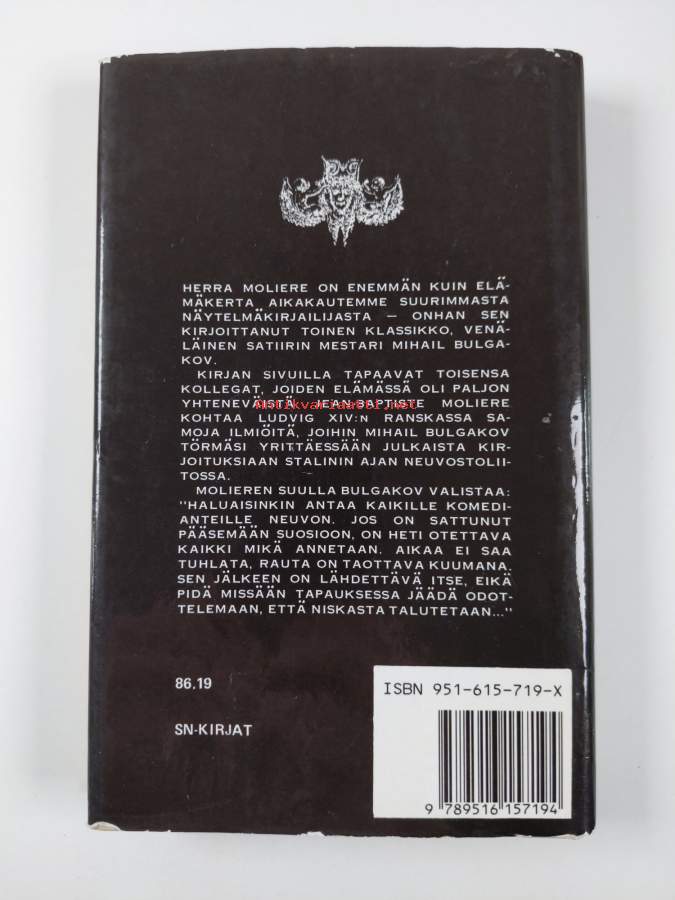 HERRA MOLIERE ON ENEMMÄN KUIN ELÄ-
MÄKERTA AIKAKAUTEMME SUURIMMASTA
NÄYTELMÄKIRJAILIJASTA — ONHAN SEN
KIRJOITTANUT TOINEN KLASSIKKO, VENÄ-
LÄINEN SATIIRIN MESTARI MIHAIL BULGA-
KOV.
KIRJAN SIVUILLA TAPAAVAT TOISENSA
KOLLEGAT, JOIDEN ELÄMÄSSÄ OLI PALJON
YHTENEVÄISTÄ. JEAN-BAPTISTE MOLIERE
Antikvariaatti.net
KOHTAA LUDVIG XIV:N RANSKASSA SA-
MOJA ILMIÖITÄ, JOIHIN MIHAIL BULGAKOV
TÖRMÄSI YRITTÄESSÄÄN JULKAISTA KIR-
JOITUKSIAAN STALININ AJAN NEUVOSTOLII-
TOSSA.
MOLIEREN SUULLA BULGAKOV VALISTAA:
"HALUAISINKIN ANTAA KAIKILLE KOMEDI-
ANTEILLE NEUVON. JOS ON SATTUNUT
PÄÄSEMÄÄN SUOSIOON, ON HETI OTETTAVA
KAIKKI MIKÄ ANNETAAN. AIKAA EI SAA
TUHLATA, RAUTA ON TAOTTAVA KUUMANA.
SEN JÄLKEEN ON LÄHDETTÄVÄ ITSE, EIKÄ
PIDÄ MISSÄÄN TAPAUKSESSA JÄÄDÄ ODOT-
TELEMAAN, ETTÄ NISKASTA TALUTETAAN..."
86.19
SN-KIRJAT
ISBN 951-615-719-X
9 789516 157194